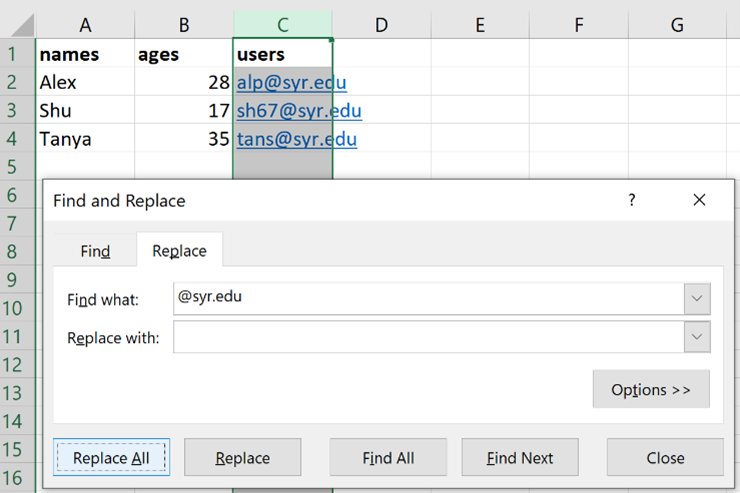 A B C D E F G
1 names ages users
2 Alex 28 alp@syr.edu
3 Shu 17 sh67@syr.edu
4 Tanya 35 tans@syr.edu
5
6 Find and Replace ? ×
7
8 Find Replace
9
10 Find what: @syr.edu
11 Replace with:
12
13 Options >>
14
15 Replace All Replace Find All Find Next Close
16